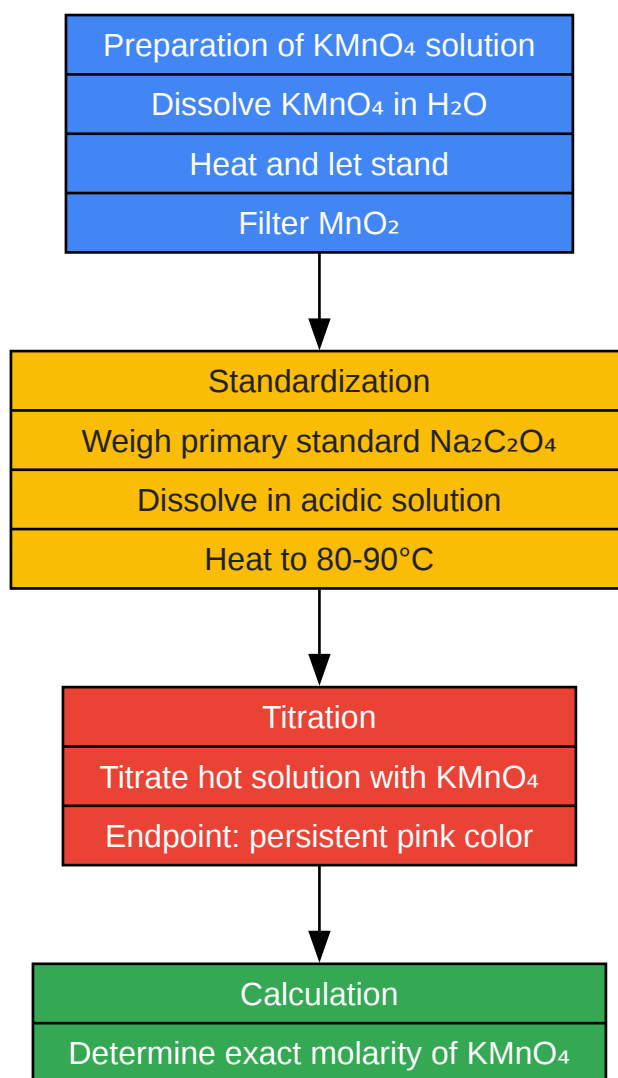 Preparation of KMnO₄ solution
Dissolve KMnO₄ in H₂O
Heat and let stand
Filter MnO₂
Standardization
Weigh primary standard Na₂C₂O₄
Dissolve in acidic solution
Heat to 80-90°C
Titration
Titrate hot solution with KMnO₄
Endpoint: persistent pink color
Calculation
Determine exact molarity of KMnO₄